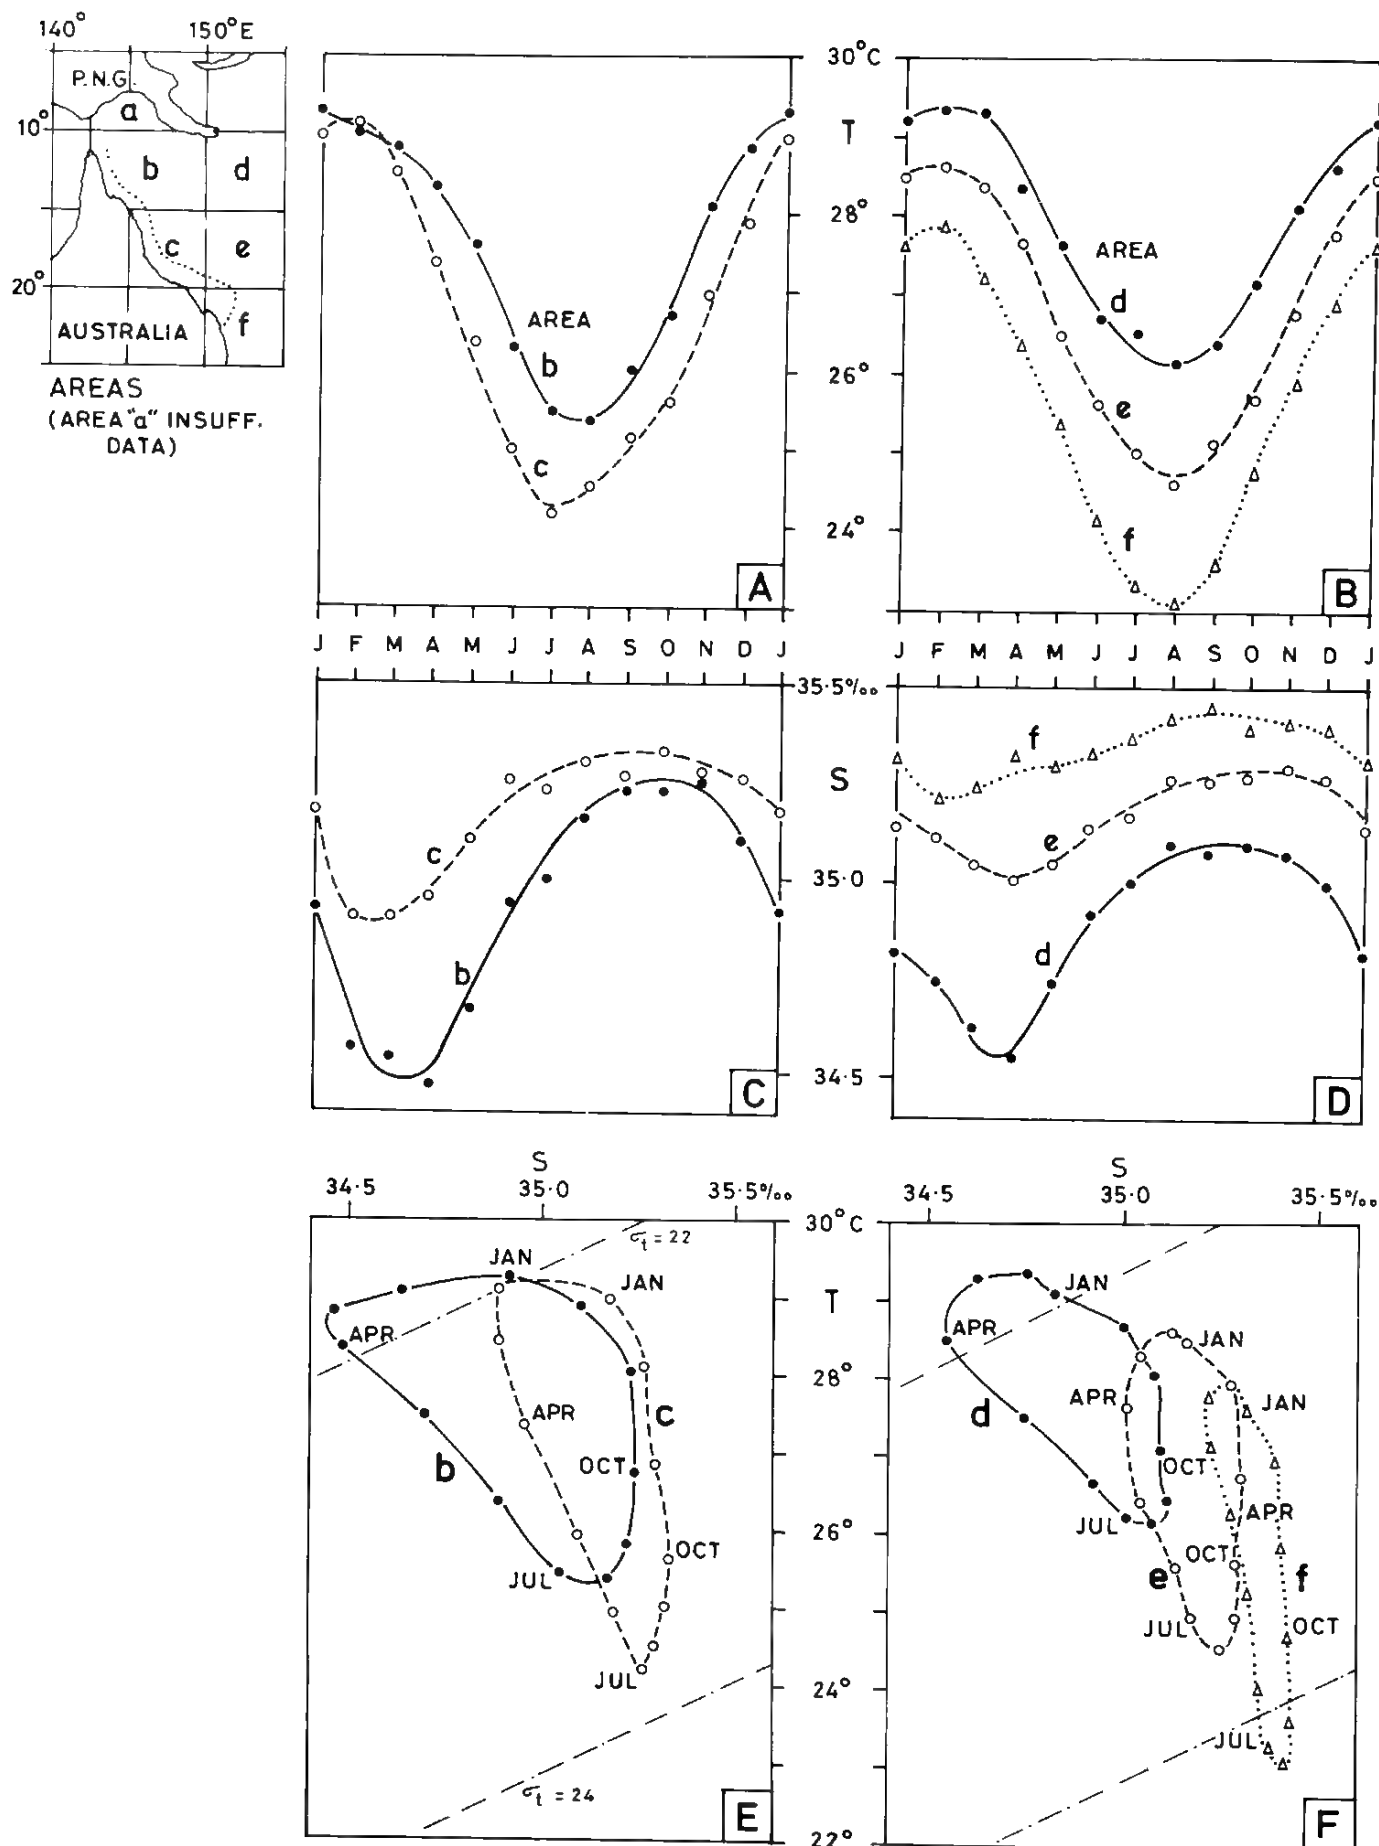 140° 150°E
P.N.G.
a
10°
b d
c e
20°
AUSTRALIA f
AREAS
(AREA "a" INSUFF.
DATA)
30°C
T
28°
26°
24°
AREA
b
c
A
AREA
d
e
f
B
J F M A M J J A S O N D J
J F M A M J J A S O N D J
35·5‰
S
35·0
34·5
c
b
C
f
e
d
D
S
34·5 35·0 35·5‰
S
34·5 35·0 35·5‰
30°C
T
28°
26°
24°
22°
σt = 22
JAN
JAN
APR
APR
c
b
OCT
OCT
JUL
JUL
σt = 24
E
JAN
APR
JAN
APR
JAN
d
OCT
APR
JUL
OCT
e f
JUL
OCT
JUL
F